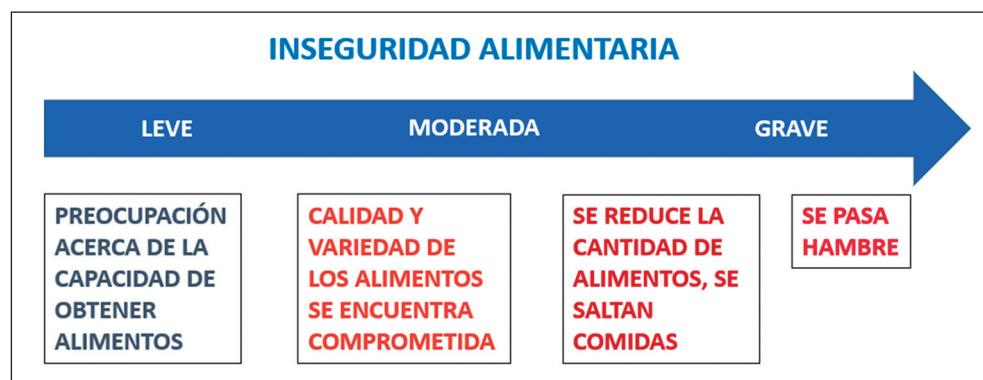 INSEGURIDAD ALIMENTARIA
LEVE
MODERADA
GRAVE
PREOCUPACIÓN
ACERCA DE LA
CAPACIDAD DE
OBTENER
ALIMENTOS
CALIDAD Y
VARIEDAD DE
LOS ALIMENTOS
SE ENCUENTRA
COMPROMETIDA
SE REDUCE LA
CANTIDAD DE
ALIMENTOS, SE
SALTAN
COMIDAS
SE PASA
HAMBRE